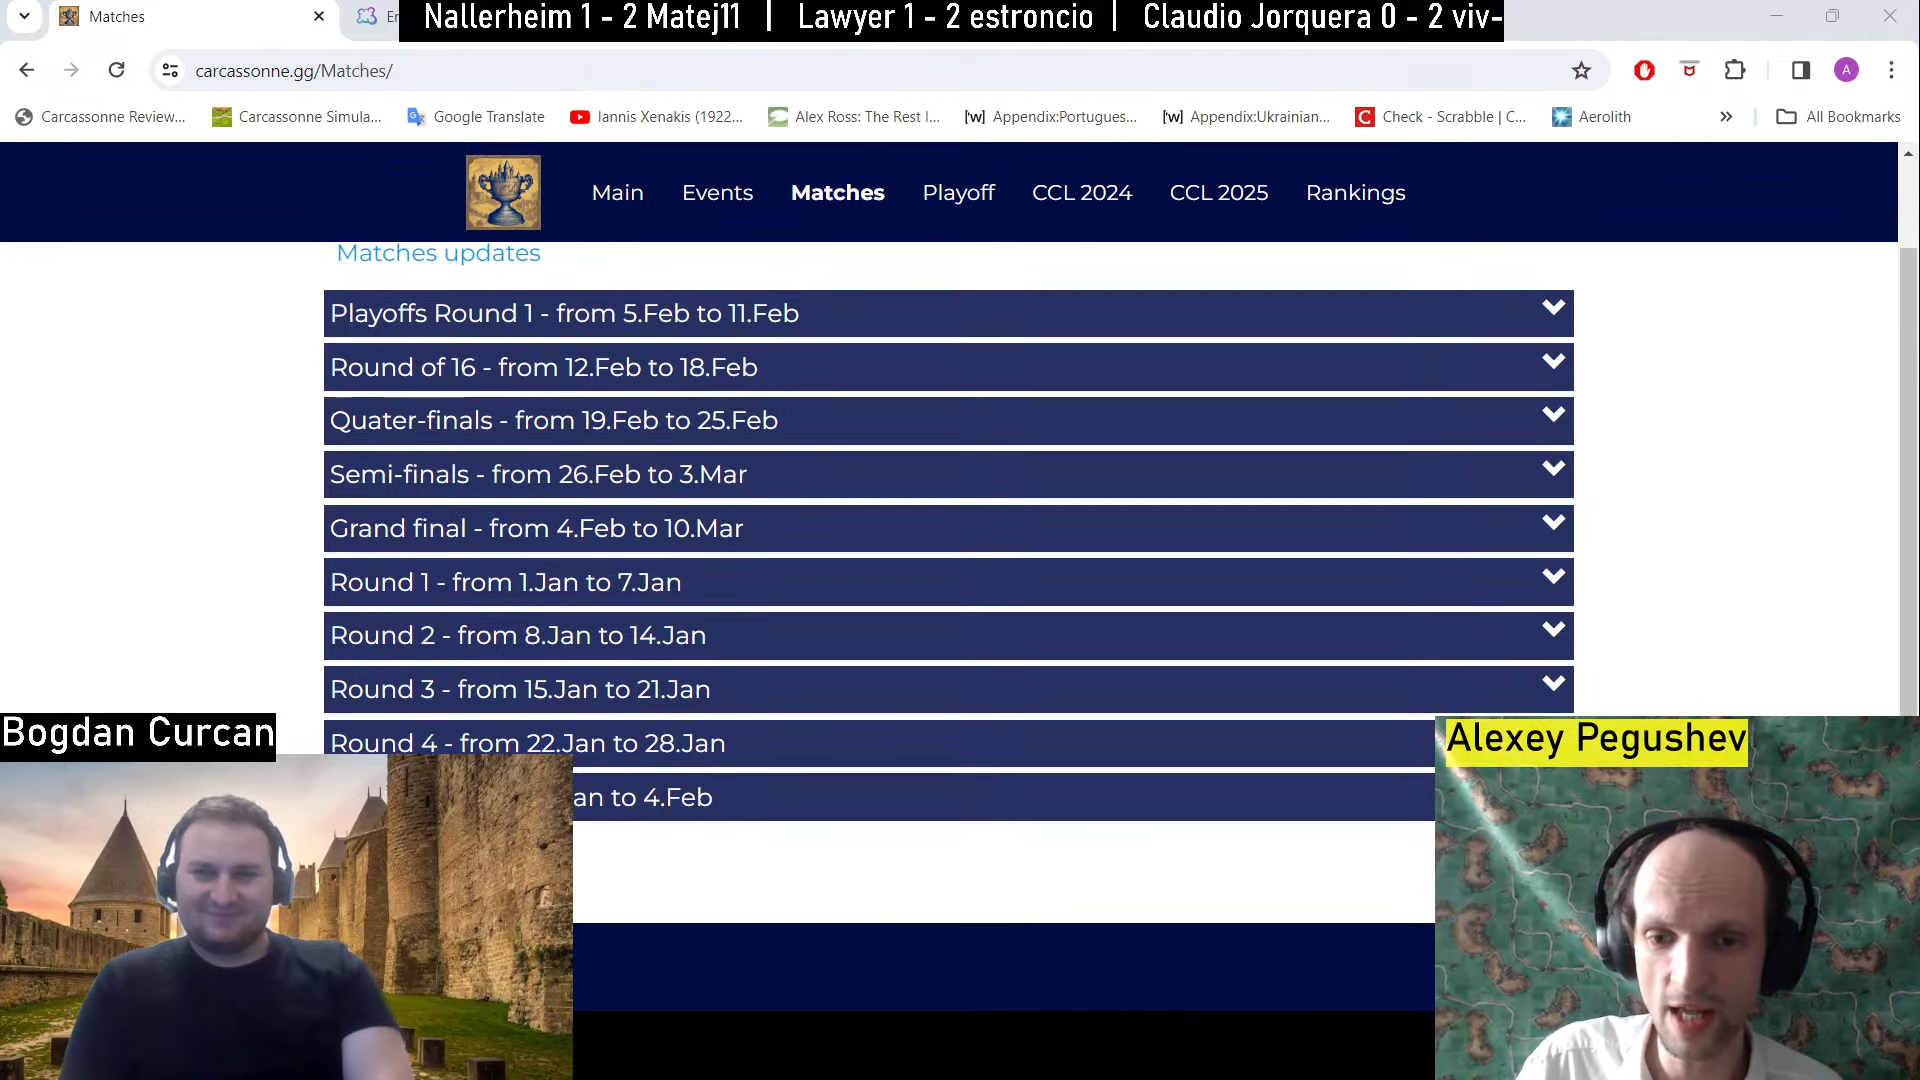 Matches
En
Nallerheim 1 - 2 Matej11 | Lawyer 1 - 2 estroncio | Claudio Jorquera 0 - 2 viv-
carcassonne.gg/Matches/
A
Carcassonne Review...
Carcassonne Simula...
Google Translate
Iannis Xenakis (1922...
Alex Ross: The Rest I...
[w] Appendix:Portugues...
[w] Appendix:Ukrainian...
C Check - Scrabble | C...
Aerolith
All Bookmarks
Main
Events
Matches
Playoff
CCL 2024
CCL 2025
Rankings
Matches updates
Playoffs Round 1 - from 5.Feb to 11.Feb
Round of 16 - from 12.Feb to 18.Feb
Quater-finals - from 19.Feb to 25.Feb
Semi-finals - from 26.Feb to 3.Mar
Grand final - from 4.Feb to 10.Mar
Round 1 - from 1.Jan to 7.Jan
Round 2 - from 8.Jan to 14.Jan
Round 3 - from 15.Jan to 21.Jan
Round 4 - from 22.Jan to 28.Jan
an to 4.Feb
Bogdan Curcan
Alexey Pegushev